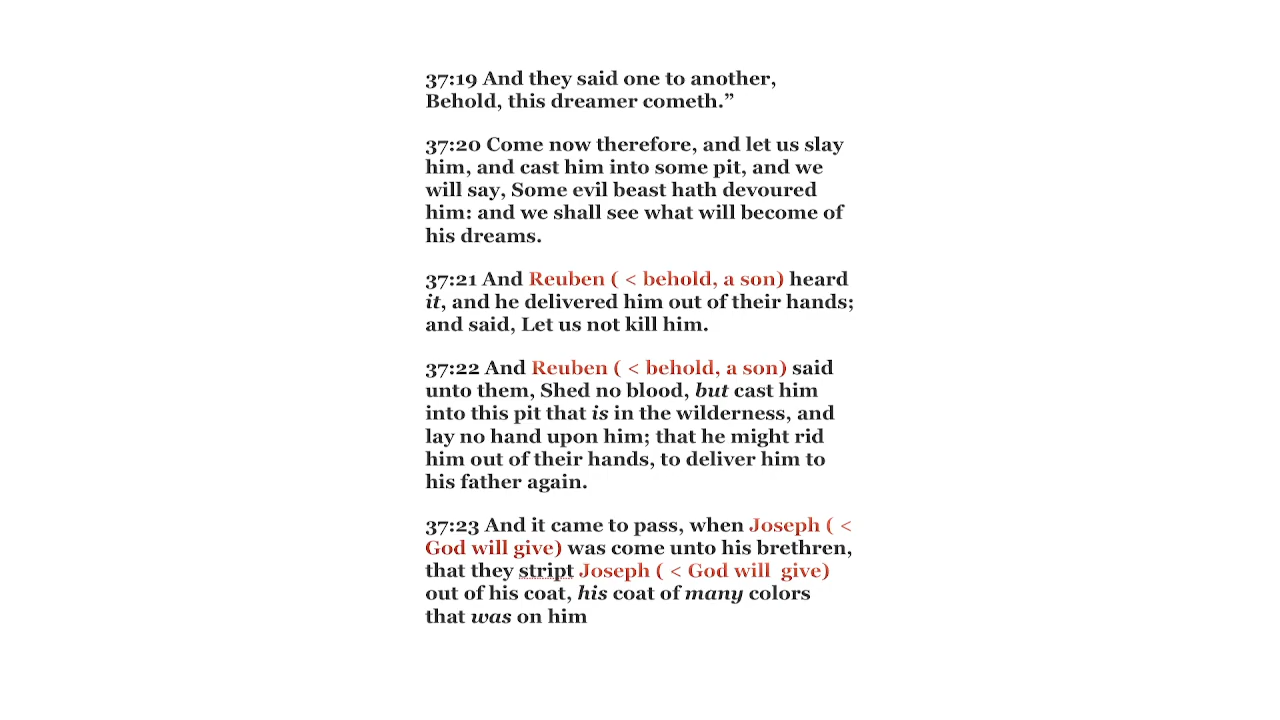 37:19 And they said one to another,
Behold, this dreamer cometh.”
37:20 Come now therefore, and let us slay
him, and cast him into some pit, and we
will say, Some evil beast hath devoured
him: and we shall see what will become of
his dreams.
37:21 And Reuben ( < behold, a son) heard
it, and he delivered him out of their hands;
and said, Let us not kill him.
37:22 And Reuben ( < behold, a son) said
unto them, Shed no blood, but cast him
into this pit that is in the wilderness, and
lay no hand upon him; that he might rid
him out of their hands, to deliver him to
his father again.
37:23 And it came to pass, when Joseph ( <
God will give) was come unto his brethren,
that they stript Joseph ( < God will  give)
out of his coat, his coat of many colors
that was on him